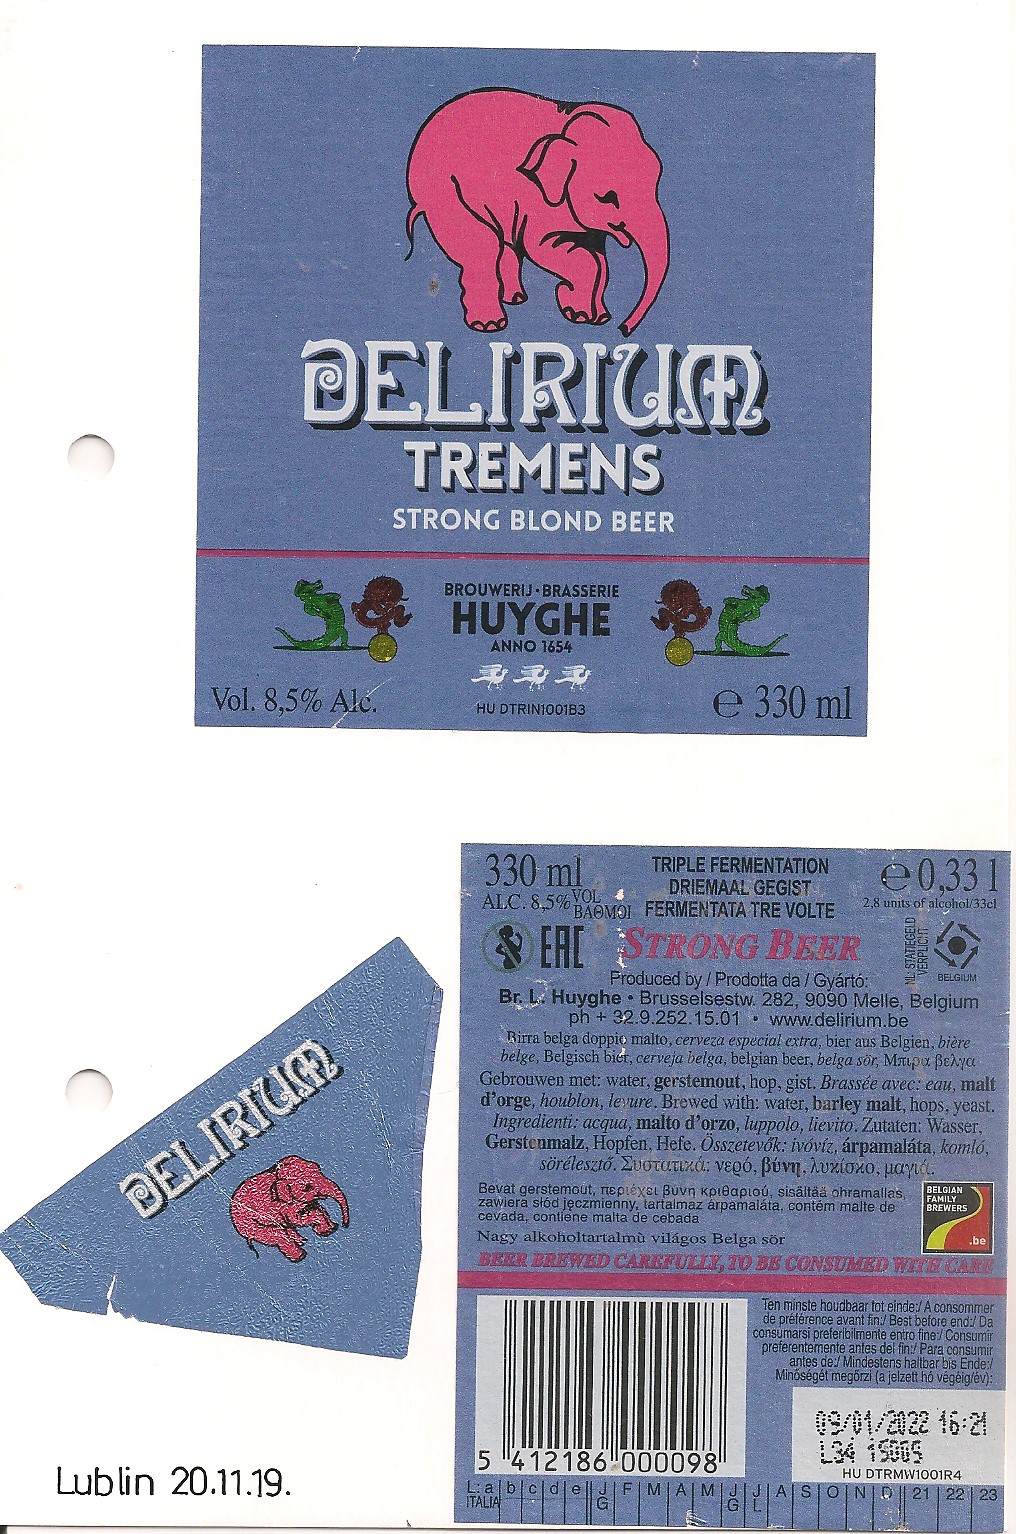 DELIRIUM
TREMENS
STRONG BLOND BEER
BROUWERIJ·BRASSERIE
HUYGHE
ANNO 1654
Vol. 8,5% Alc.
HU DTRIN1001B3
e 330 ml
330 ml
ALC. 8,5% VOL
ΒΑΘΜΟΙ
TRIPLE FERMENTATION
DRIEMAAL GEGIST
FERMENTATA TRE VOLTE
e 0,33 l
2,8 units of alcohol/33cl
EAC
STRONG BEER
NL-STATIEGELD
VERPLICHT
BELGIUM
Produced by / Prodotta da / Gyártó:
Br. L. Huyghe • Brusselsestw. 282, 9090 Melle, Belgium
ph + 32.9.252.15.01 • www.delirium.be
Birra belga doppio malto, cerveza especial extra, bier aus Belgien, bière
belge, Belgisch bier, cerveja belga, belgian beer, belga sör, Μπιρα βελγα
Gebrouwen met: water, gerstemout, hop, gist. Brassée avec: eau, malt
d'orge, houblon, levure. Brewed with: water, barley malt, hops, yeast.
Ingredienti: acqua, malto d'orzo, luppolo, lievito. Zutaten: Wasser,
Gerstenmalz, Hopfen, Hefe. Összetevők: ivóvíz, árpamaláta, komló,
sörélesztő. Συστατικά: νερό, βύνη, λυκίσκο, μαγιά.
Bevat gerstemout, περιέχει βυνη κριθαριού, sisältää ohramallas,
zawiera słód jęczmienny, tartalmaz árpamaláta, contém malte de
cevada, contiene malta de cebada
Nagy alkoholtartalmù világos Belga sör
BELGIAN
FAMILY
BREWERS
.be
BEER BREWED CAREFULLY, TO BE CONSUMED WITH CARE
DELIRIUM
Ten minste houdbaar tot einde:/ A consommer
de préférence avant fin:/ Best before end:/ Da
consumarsi preferibilmente entro fine:/ Consumir
preferentemente antes del fin:/ Para consumir
antes de:/ Mindestens haltbar bis Ende:/
Minőségét megőrzi (a jelzett hó végéig/év):
09/01/2022 16:21
L34 15005
HU DTRMW1001R4
5 412186 000098
L: a b c d e J F M A M J J A S O N D 21 22 23
ITALIA G G L
Lublin 20.11.19.